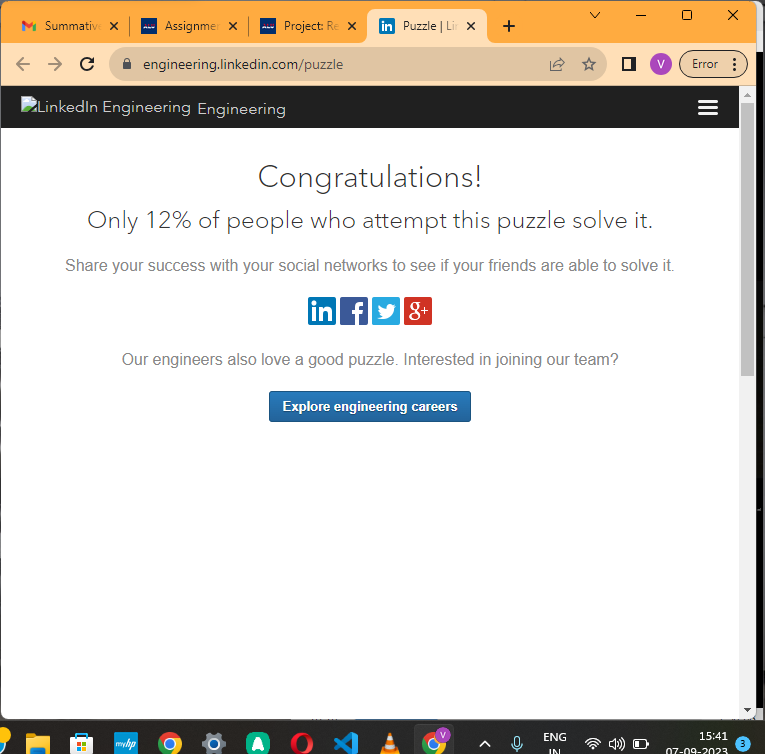 Summativ
Assignmen
Project: Re
Puzzle | Li
engineering.linkedin.com/puzzle
V
Error
LinkedIn Engineering Engineering
Congratulations!
Only 12% of people who attempt this puzzle solve it.
Share your success with your social networks to see if your friends are able to solve it.
in f g+
Our engineers also love a good puzzle. Interested in joining our team?
Explore engineering careers
myhp
V
ENG
IN
15:41
07-09-2023
3